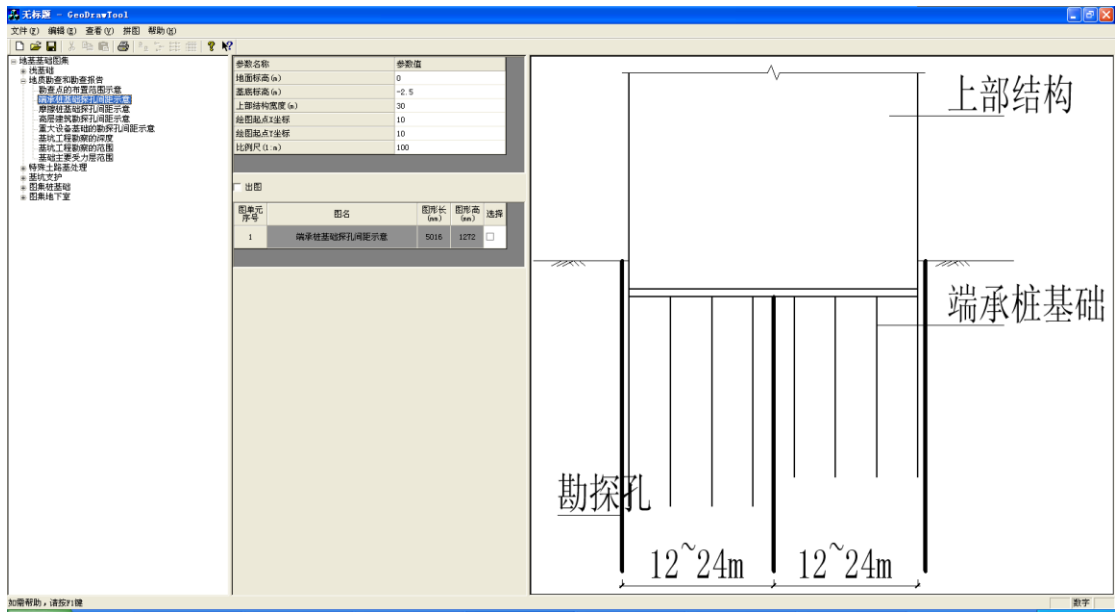 无标题 - GeoDrawTool
文件(F) 编辑(E) 查看(V) 拼图 帮助(H)
地基基础图集
浅基础
地质勘查和勘查报告
勘查点的布置范围示意
端承桩基础探孔间距示意
摩擦桩基础探孔间距示意
高层建筑勘探孔间距示意
重大设备基础的勘探孔间距示意
基坑工程勘察的深度
基坑工程勘察的范围
基础主要受力层范围
特殊土路基处理
基坑支护
图集桩基础
图集地下室
参数名称 参数值
地面标高(m) 0
基底标高(m) -2.5
上部结构宽度(m) 30
绘图起点X坐标 10
绘图起点Y坐标 10
比例尺(1:n) 100
出图
图单元序号 图名 图形长(mm) 图形高(mm) 选择
1 端承桩基础探孔间距示意 5016 1272
上部结构
端承桩基础
勘探孔
12~24m 12~24m
如需帮助，请按F1键 数字